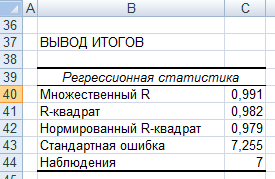 A B C
36
37 ВЫВОД ИТОГОВ
38
39 Регрессионная статистика
40 Множественный R 0,991
41 R-квадрат 0,982
42 Нормированный R-квадрат 0,979
43 Стандартная ошибка 7,255
44 Наблюдения 7